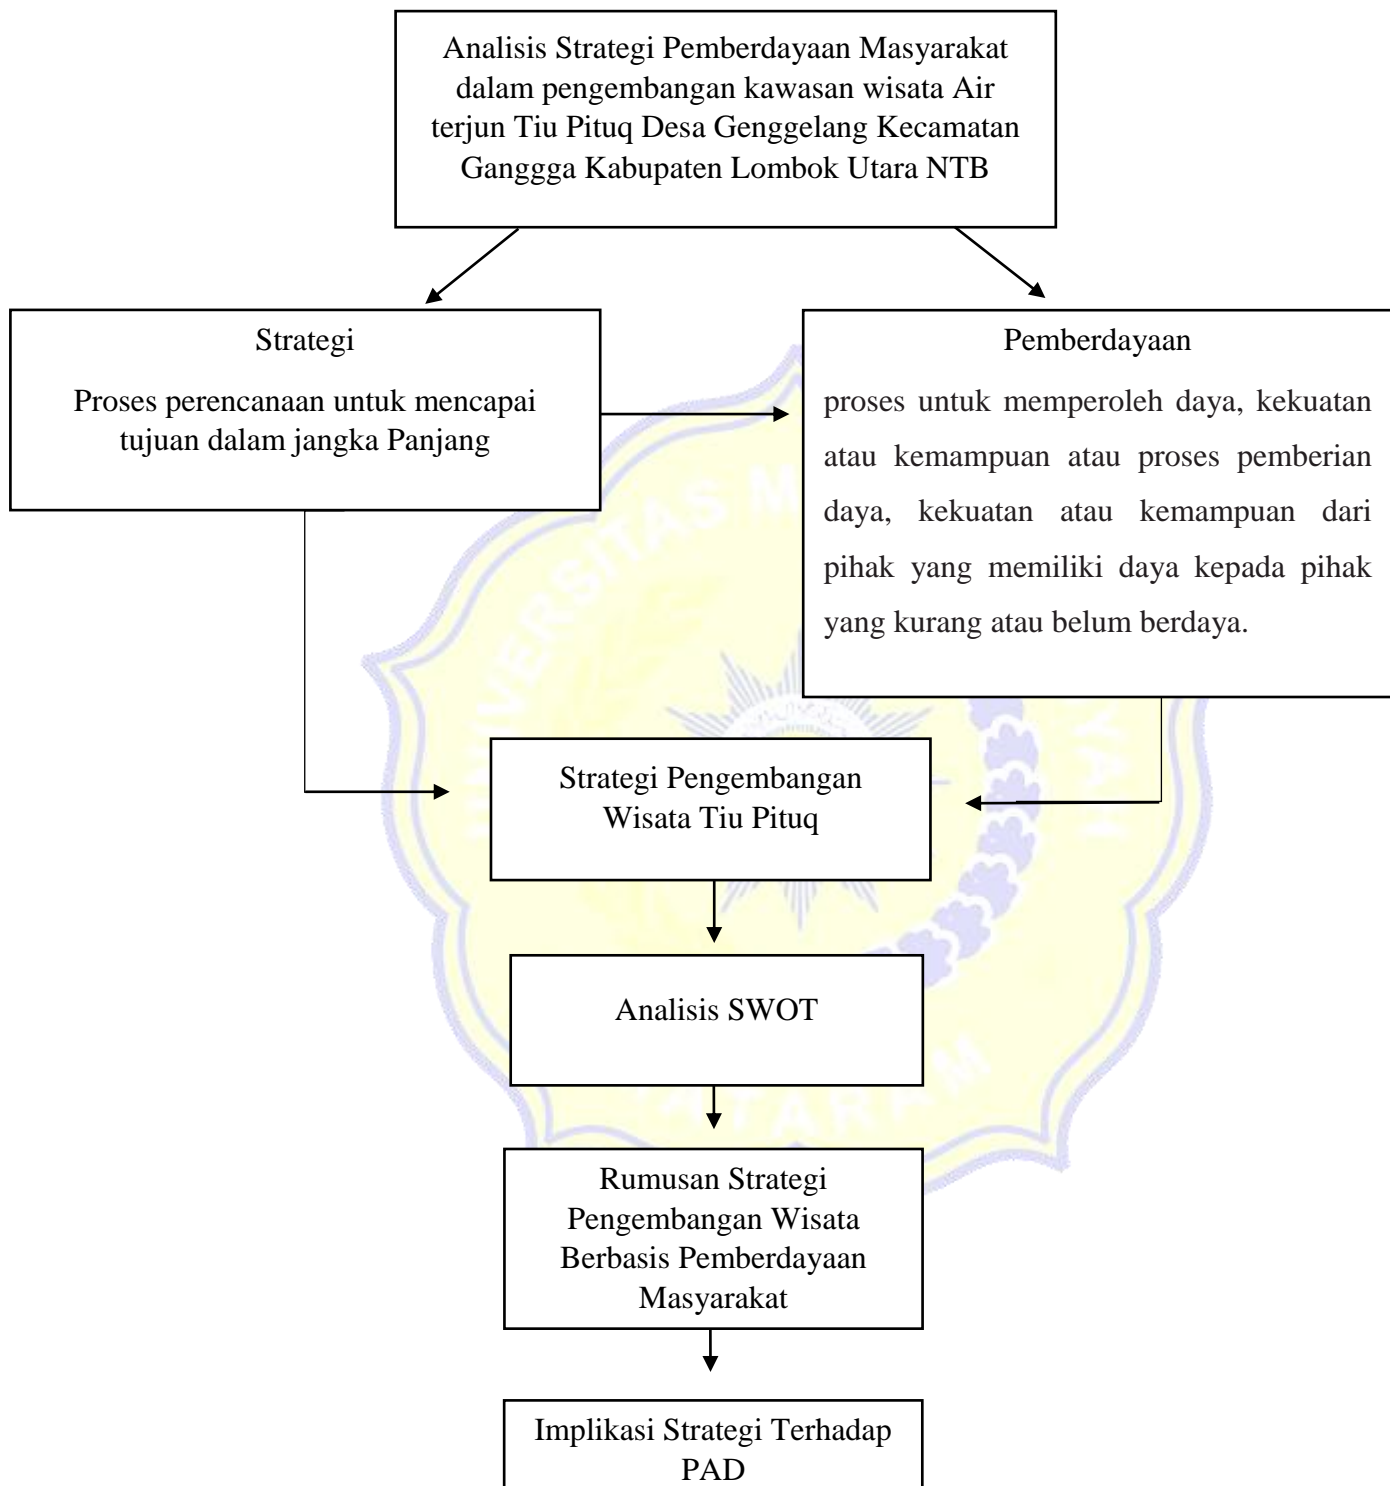 Analisis Strategi Pemberdayaan Masyarakat
dalam pengembangan kawasan wisata Air
terjun Tiu Pituq Desa Genggelang Kecamatan
Ganggga Kabupaten Lombok Utara NTB
Strategi
Proses perencanaan untuk mencapai
tujuan dalam jangka Panjang
Pemberdayaan
proses untuk memperoleh daya, kekuatan
atau kemampuan atau proses pemberian
daya, kekuatan atau kemampuan dari
pihak yang memiliki daya kepada pihak
yang kurang atau belum berdaya.
Strategi Pengembangan
Wisata Tiu Pituq
Analisis SWOT
Rumusan Strategi
Pengembangan Wisata
Berbasis Pemberdayaan
Masyarakat
Implikasi Strategi Terhadap
PAD
UNIVERSITAS